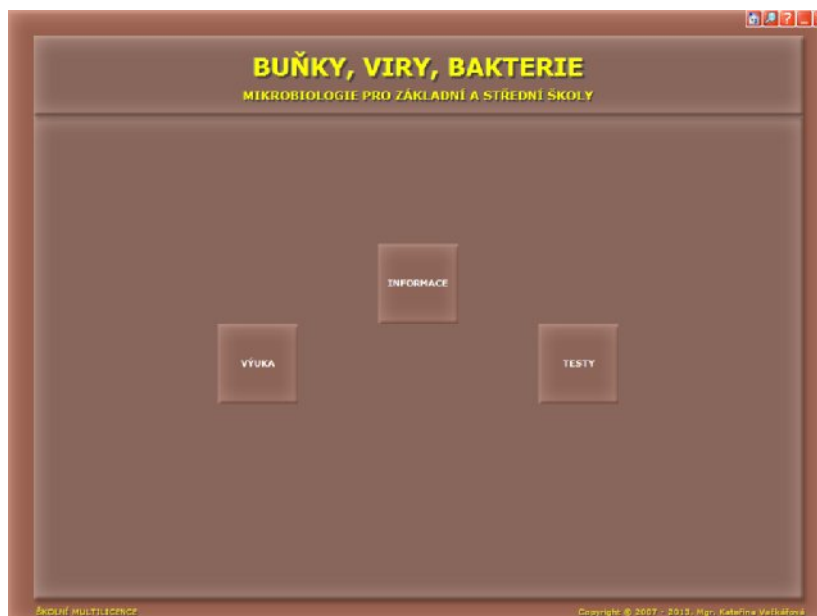 BUŇKY, VIRY, BAKTERIE
MIKROBIOLOGIE PRO ZÁKLADNÍ A STŘEDNÍ ŠKOLY
INFORMACE
VÝUKA
TESTY
ŠKOLNÍ MULTILICENCE
Copyright © 2007 - 2013, Mgr. Kateřina